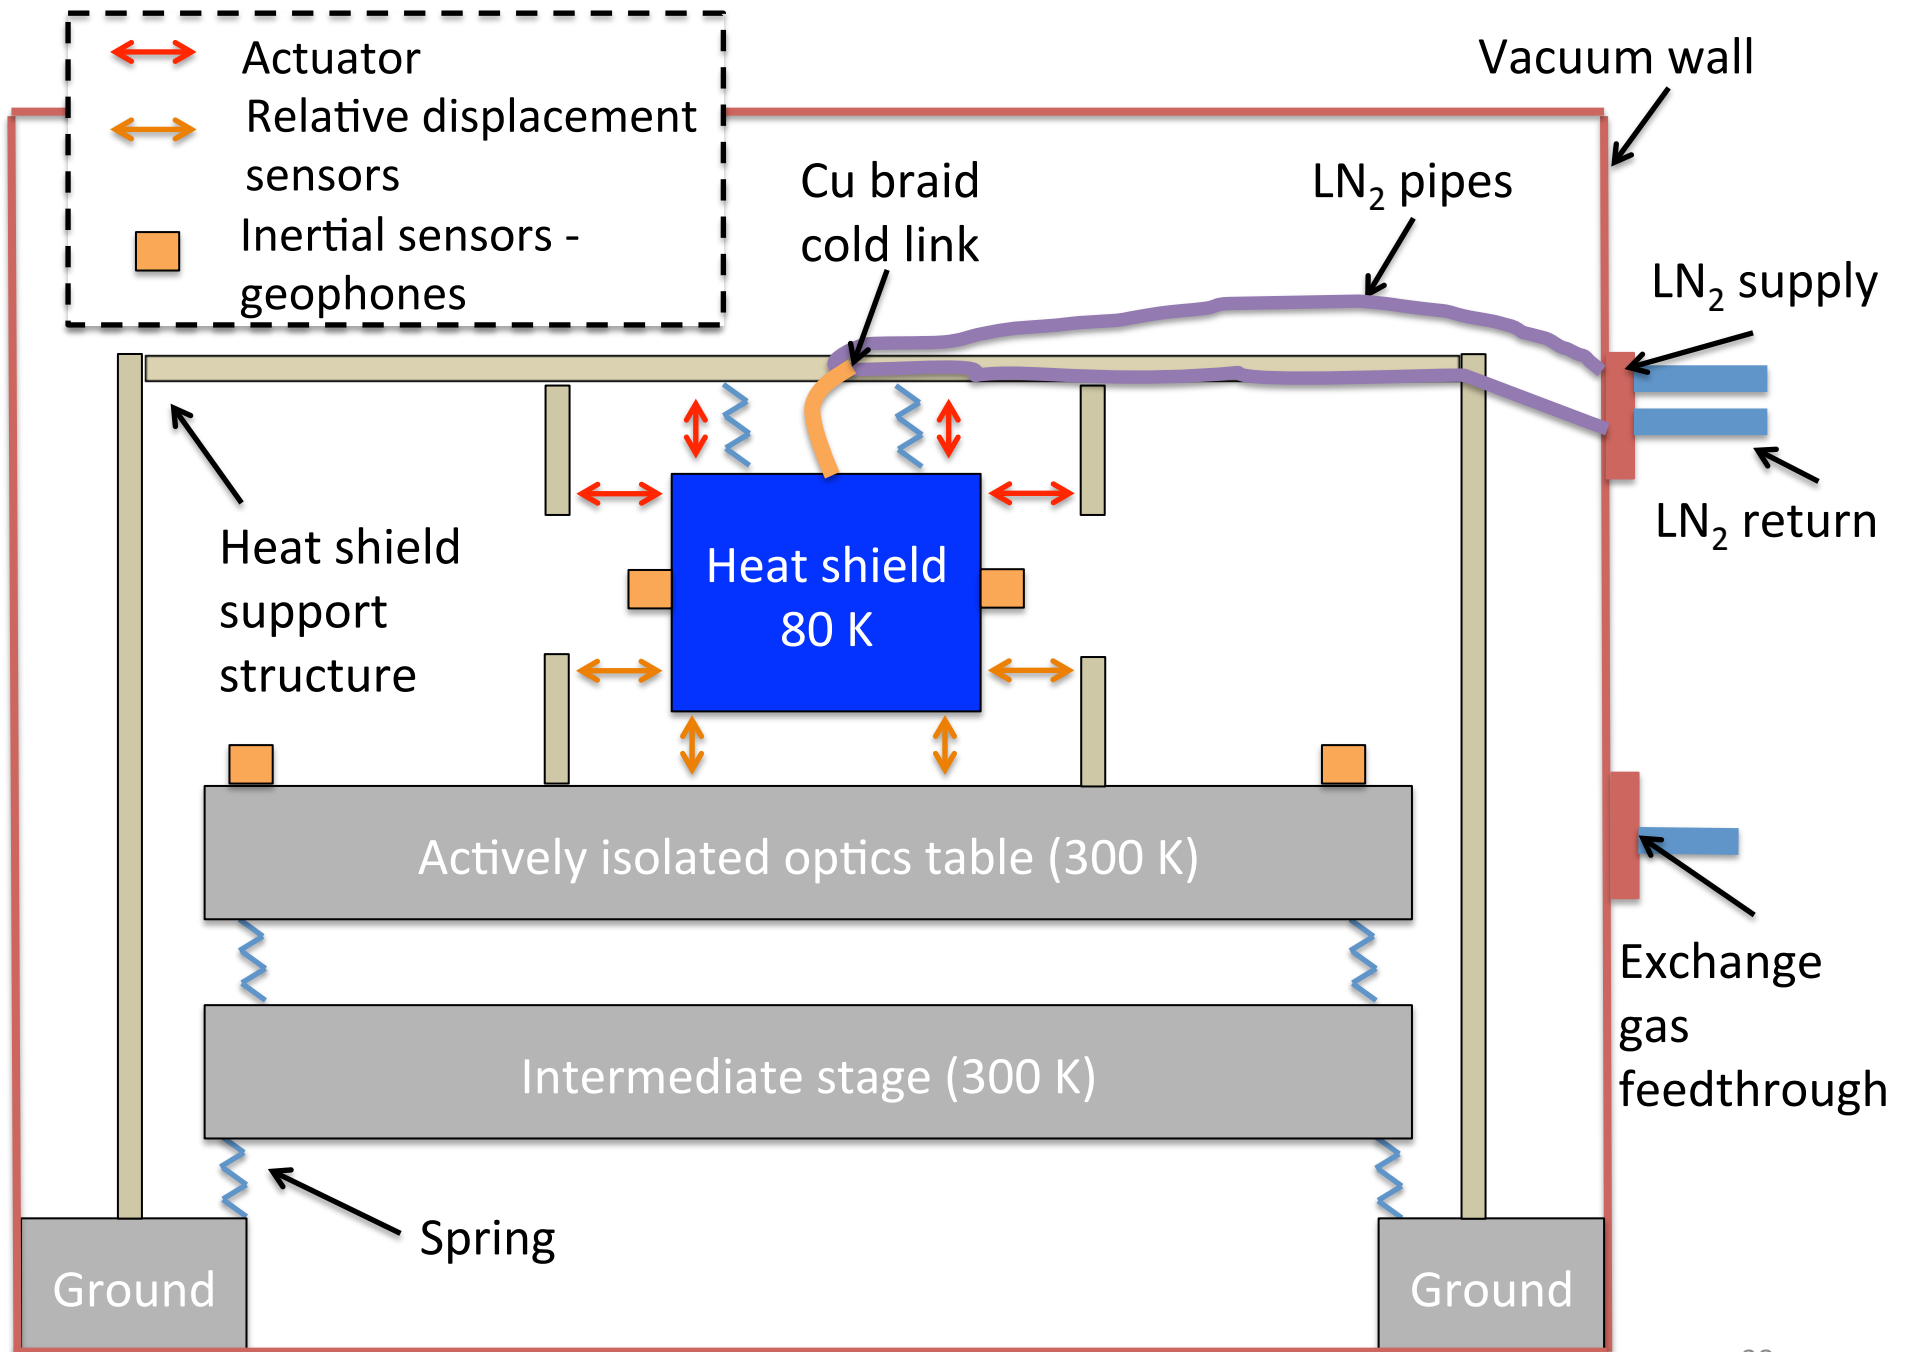 Actuator
Relative displacement
sensors
Inertial sensors -
geophones
Vacuum wall
Cu braid
cold link
LN2 pipes
LN2 supply
LN2 return
Heat shield
support
structure
Heat shield
80 K
Actively isolated optics table (300 K)
Exchange
gas
feedthrough
Intermediate stage (300 K)
Spring
Ground
Ground